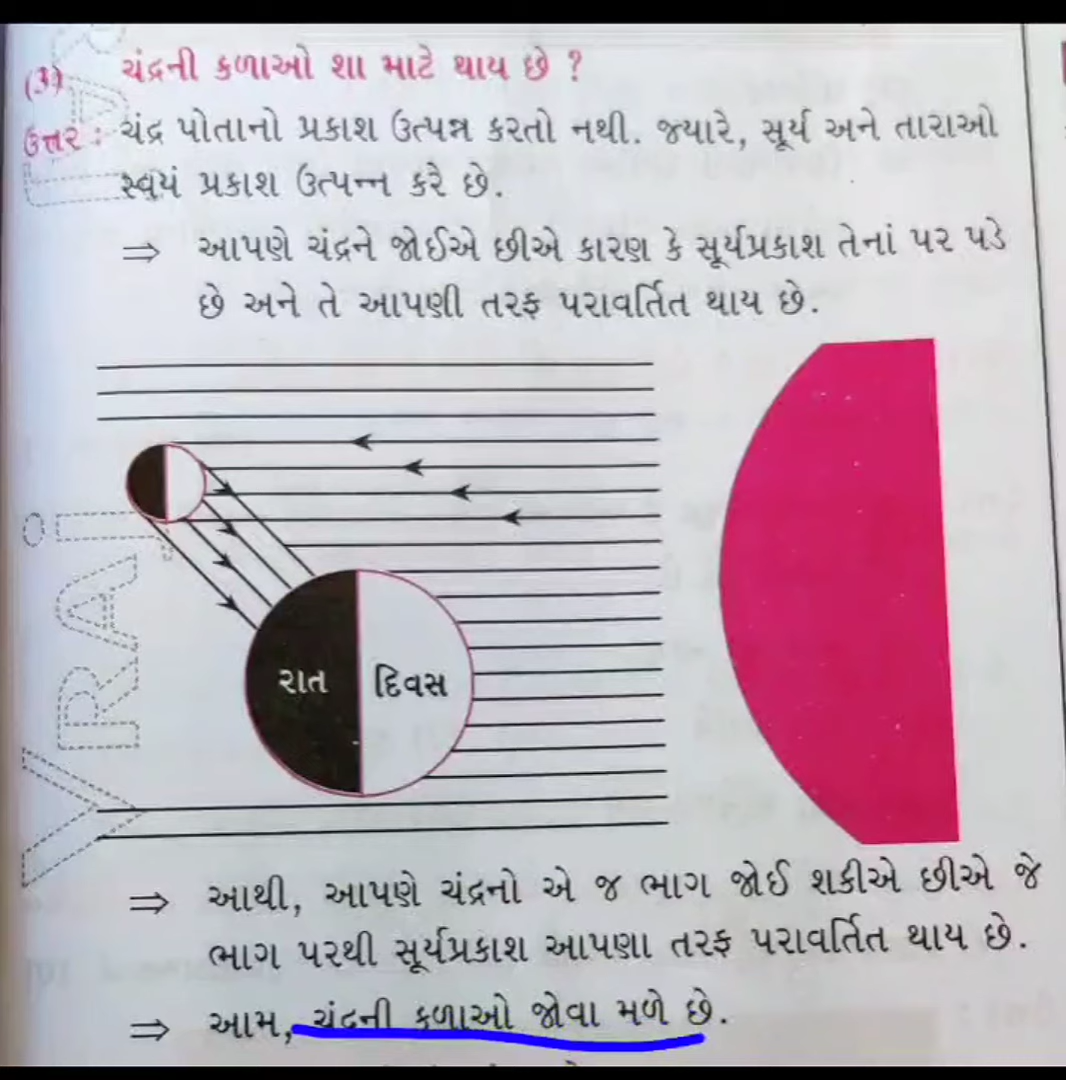 (3) ચંદ્રની કળાઓ શા માટે થાય છે ?
ઉત્તર : ચંદ્ર પોતાનો પ્રકાશ ઉત્પન્ન કરતો નથી. જ્યારે, સૂર્ય અને તારાઓ
સ્વયં પ્રકાશ ઉત્પન્ન કરે છે.
⇒ આપણે ચંદ્રને જોઈએ છીએ કારણ કે સૂર્યપ્રકાશ તેનાં પર પડે
છે અને તે આપણી તરફ પરાવર્તિત થાય છે.
રાત દિવસ
⇒ આથી, આપણે ચંદ્રનો એ જ ભાગ જોઈ શકીએ છીએ જે
ભાગ પરથી સૂર્યપ્રકાશ આપણા તરફ પરાવર્તિત થાય છે.
⇒ આમ, ચંદ્રની કળાઓ જોવા મળે છે.